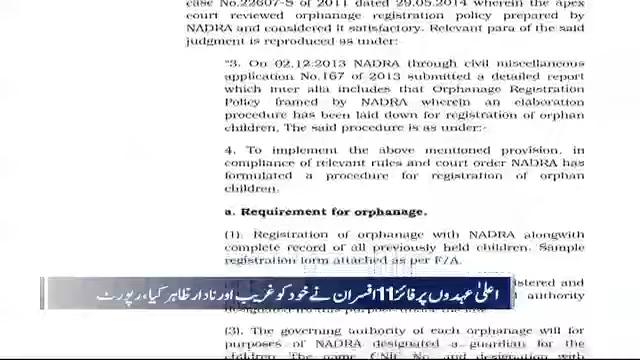 case No.22607-S of 2011 dated 29.05.2014 wherein the apex
court reviewed orphanage registration policy prepared by
NADRA and considered it satisfactory. Relevant para of the said
judgment is reproduced as under:
"3. On 02.12.2013 NADRA through civil miscellaneous
application No.167 of 2013 submitted a detailed report
which inter alia includes that Orphanage Registration
Policy framed by NADRA wherein an elaboration
procedure has been laid down for registration of orphan
children. The said procedure is as under:-
4. To implement the above mentioned provision, in
compliance of relevant rules and court order NADRA has
formulated a procedure for registration of orphan
children.
a. Requirement for orphanage.
(1). Registration of orphanage with NADRA alongwith
complete record of all previously held children. Sample
registration form attached as per F/A.
istered and
authority
اعلیٰ عہدوں پر فائز 11 افسران نے خود کو غریب اور نادار ظاہر کیا، رپورٹ
(3). The governing authority of each orphanage will for
purposes of NADRA designated a guardian for the
children. The name, CNIC No. and designation with